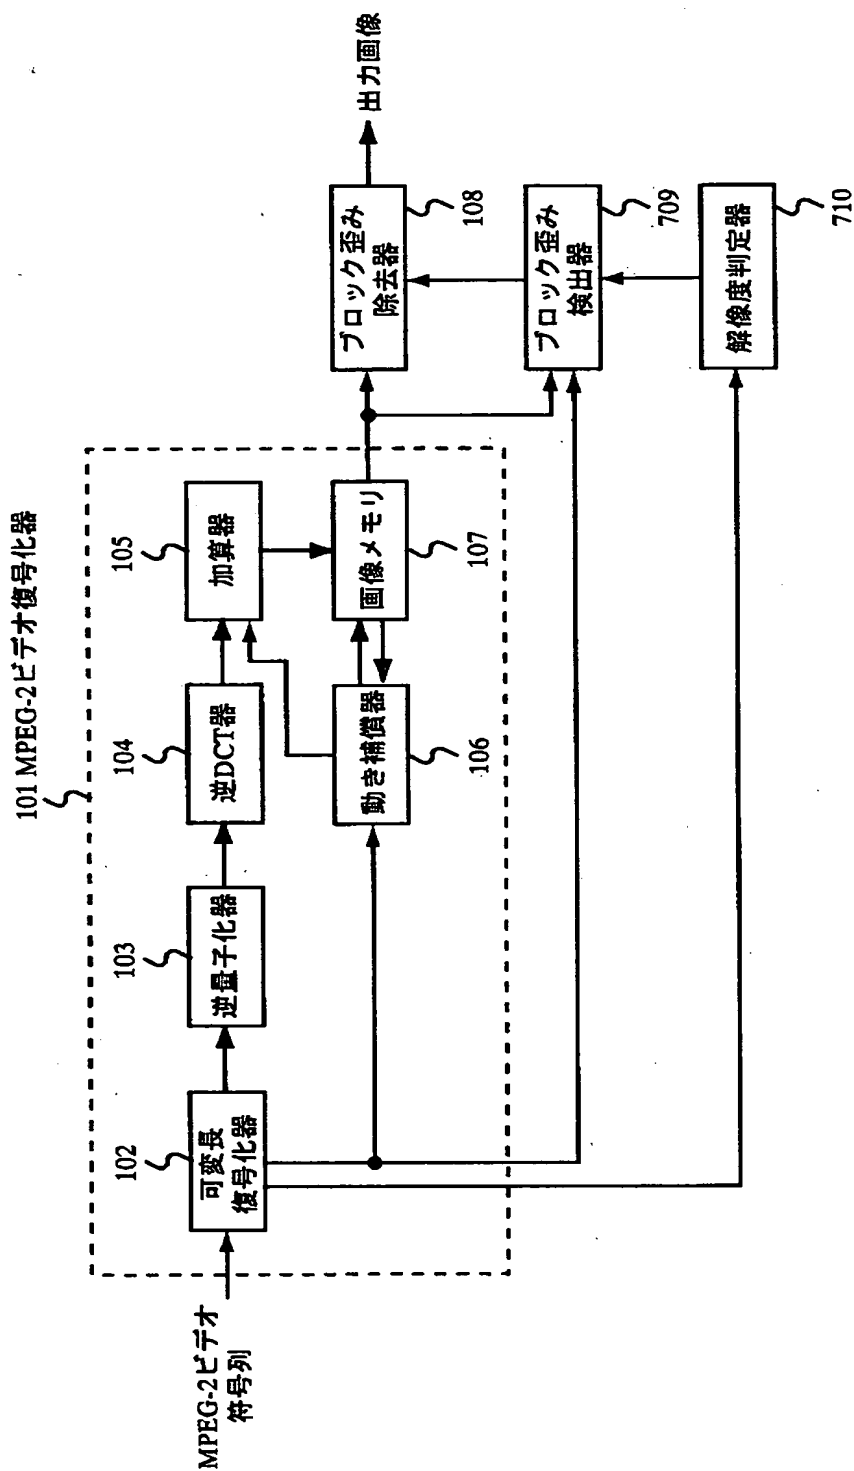 101 MPEG-2ビデオ復号化器
MPEG-2ビデオ
符号列
102
可変長
復号化器
103
逆量子化器
104
逆DCT器
105
加算器
動き補償器
106
画像メモリ
107
ブロック歪み
除去器
108
出力画像
ブロック歪み
検出器
709
解像度判定器
710